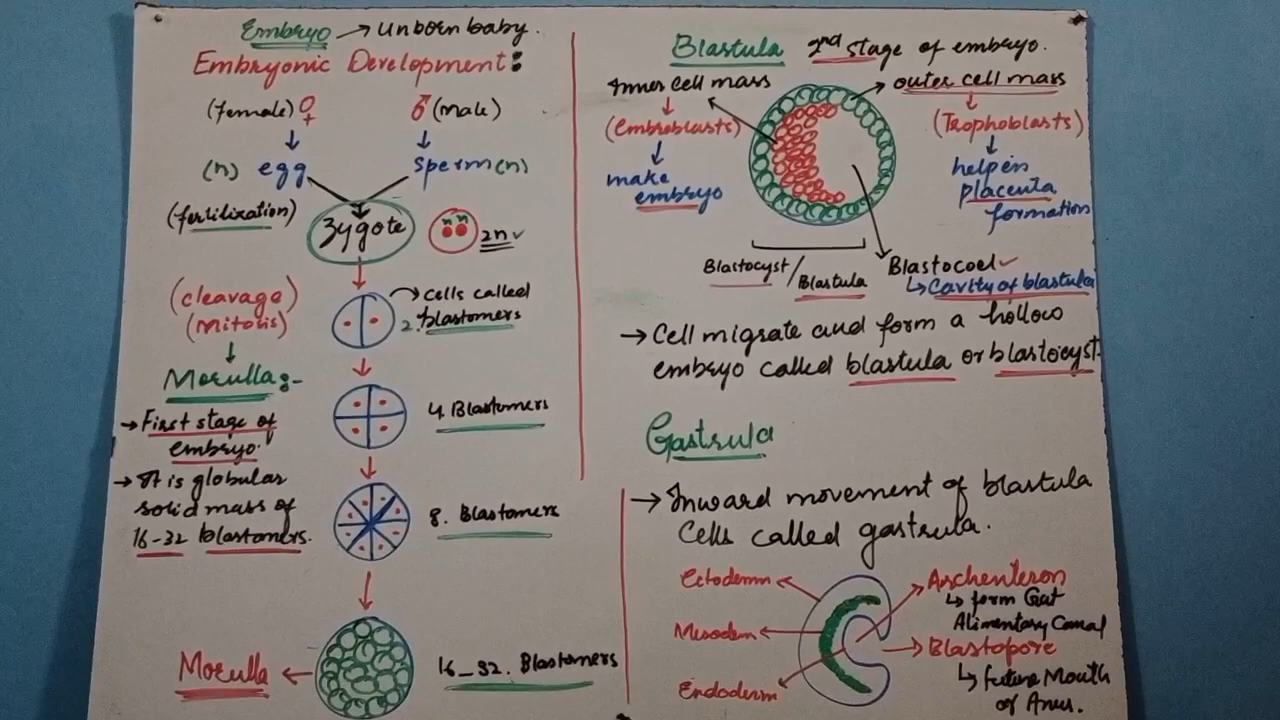 Embryo → Unborn baby.
Embryonic Development:
(female) ♀
♂ (male)
(n) egg
sperm (n)
(fertilization)
Zygote
n n
2n ✓
(cleavage)
(Mitosis)
→ cells called
2. blastomers
Morulla:-
→ First stage of
embryo.
→ It is globular
solid mass of
16-32 blastomers.
4. Blastomers
8. Blastomers
Morulla
16-32. Blastomers
Blastula 2nd stage of embryo.
Inner cell mass
(Embroblasts)
make
embryo
outer cell mass
(Trophoblasts)
help in
placenta
formation
Blastocyst/Blastula
Blastocoel ✓
↳ Cavity of blastula
→ Cell migrate and form a hollow
embryo called blastula or blastocyst.
Gastrula
→ Inward movement of blastula
Cells called gastrula.
Ectoderm
Mesoderm
Endoderm
Archenteron
↳ form Gut
Alimentary Canal
Blastopore
↳ future Mouth
or Anus.